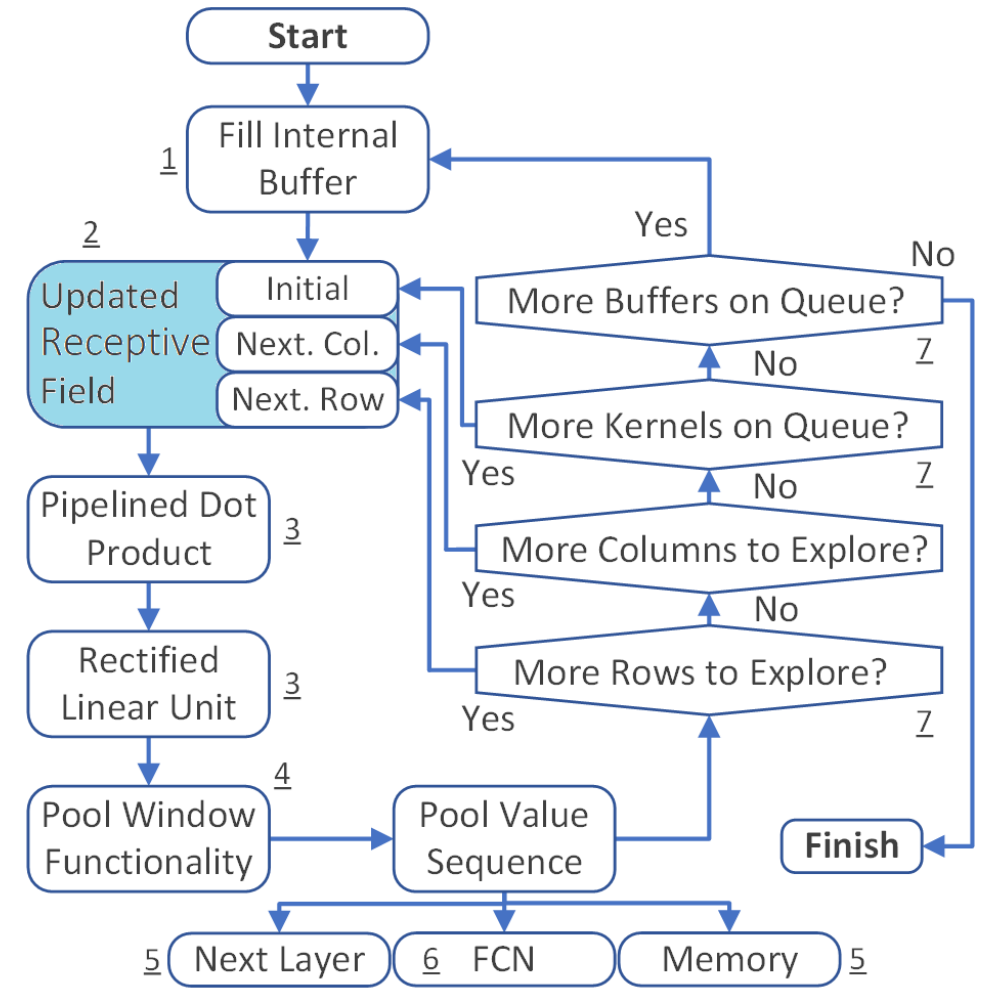 Start
Fill Internal
Buffer
1
2
Updated
Receptive
Field
Initial
Next. Col.
Next. Row
Pipelined Dot
Product
3
Rectified
Linear Unit
3
Pool Window
Functionality
4
Pool Value
Sequence
5
Next Layer
6
FCN
Memory
5
More Rows to Explore?
Yes
7
No
More Columns to Explore?
Yes
No
More Kernels on Queue?
Yes
7
No
More Buffers on Queue?
7
Yes
No
Finish